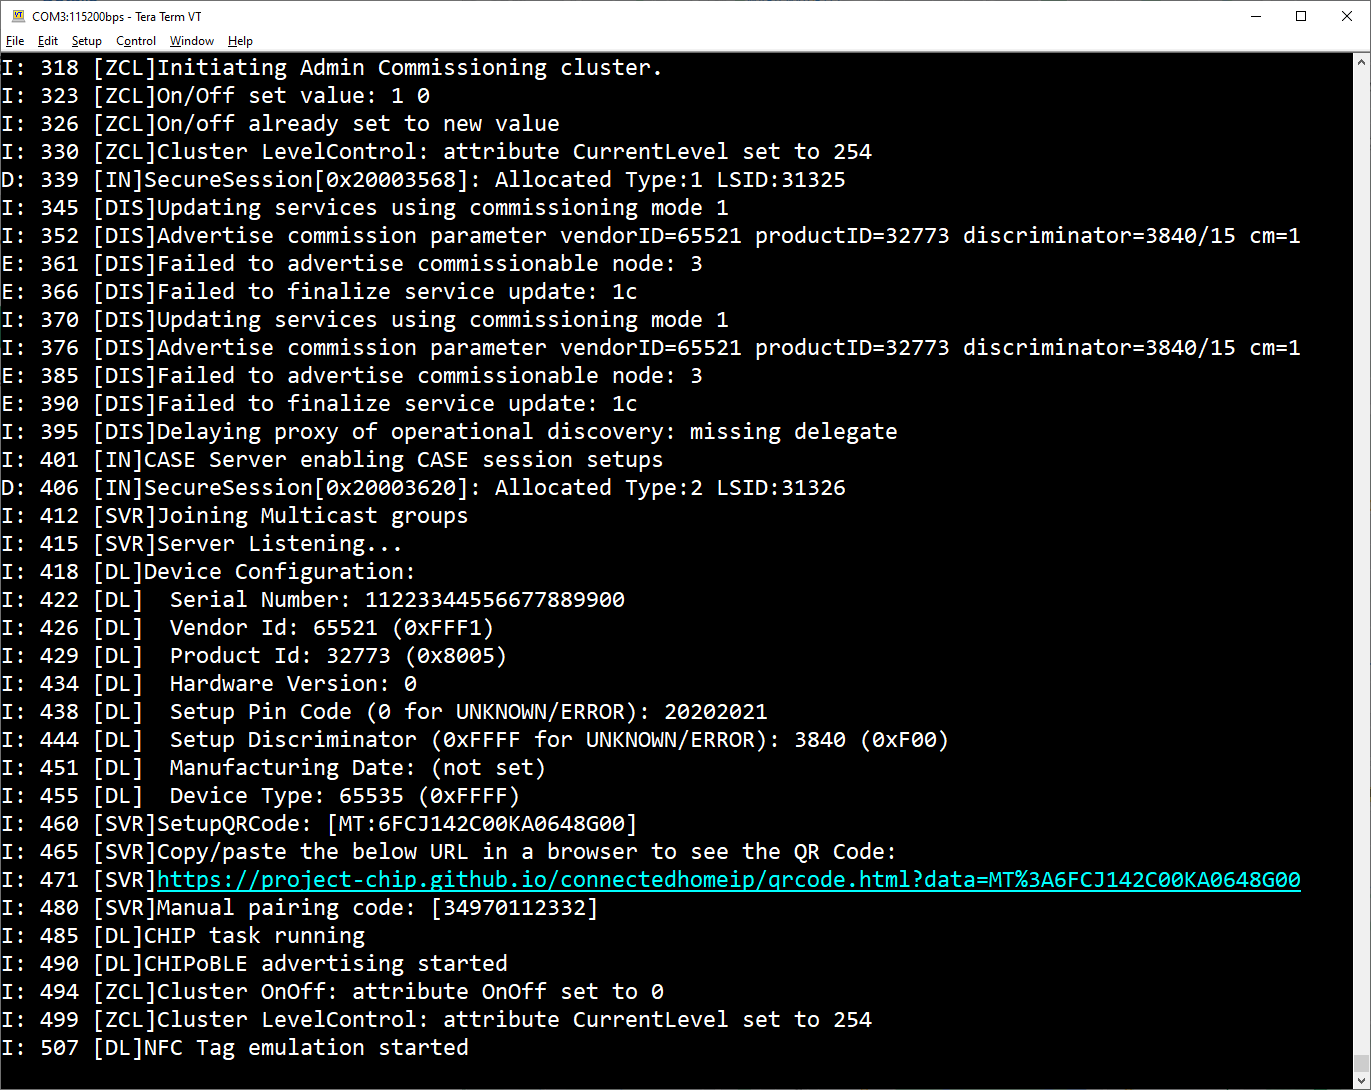 COM3:115200bps - Tera Term VT
File Edit Setup Control Window Help
I: 318 [ZCL]Initiating Admin Commissioning cluster.
I: 323 [ZCL]On/Off set value: 1 0
I: 326 [ZCL]On/off already set to new value
I: 330 [ZCL]Cluster LevelControl: attribute CurrentLevel set to 254
D: 339 [IN]SecureSession[0x20003568]: Allocated Type:1 LSID:31325
I: 345 [DIS]Updating services using commissioning mode 1
I: 352 [DIS]Advertise commission parameter vendorID=65521 productID=32773 discriminator=3840/15 cm=1
E: 361 [DIS]Failed to advertise commissionable node: 3
E: 366 [DIS]Failed to finalize service update: 1c
I: 370 [DIS]Updating services using commissioning mode 1
I: 376 [DIS]Advertise commission parameter vendorID=65521 productID=32773 discriminator=3840/15 cm=1
E: 385 [DIS]Failed to advertise commissionable node: 3
E: 390 [DIS]Failed to finalize service update: 1c
I: 395 [DIS]Delaying proxy of operational discovery: missing delegate
I: 401 [IN]CASE Server enabling CASE session setups
D: 406 [IN]SecureSession[0x20003620]: Allocated Type:2 LSID:31326
I: 412 [SVR]Joining Multicast groups
I: 415 [SVR]Server Listening...
I: 418 [DL]Device Configuration:
I: 422 [DL]  Serial Number: 11223344556677889900
I: 426 [DL]  Vendor Id: 65521 (0xFFF1)
I: 429 [DL]  Product Id: 32773 (0x8005)
I: 434 [DL]  Hardware Version: 0
I: 438 [DL]  Setup Pin Code (0 for UNKNOWN/ERROR): 20202021
I: 444 [DL]  Setup Discriminator (0xFFFF for UNKNOWN/ERROR): 3840 (0xF00)
I: 451 [DL]  Manufacturing Date: (not set)
I: 455 [DL]  Device Type: 65535 (0xFFFF)
I: 460 [SVR]SetupQRCode: [MT:6FCJ142C00KA0648G00]
I: 465 [SVR]Copy/paste the below URL in a browser to see the QR Code:
I: 471 [SVR]https://project-chip.github.io/connectedhomeip/qrcode.html?data=MT%3A6FCJ142C00KA0648G00
I: 480 [SVR]Manual pairing code: [34970112332]
I: 485 [DL]CHIP task running
I: 490 [DL]CHIPoBLE advertising started
I: 494 [ZCL]Cluster OnOff: attribute OnOff set to 0
I: 499 [ZCL]Cluster LevelControl: attribute CurrentLevel set to 254
I: 507 [DL]NFC Tag emulation started